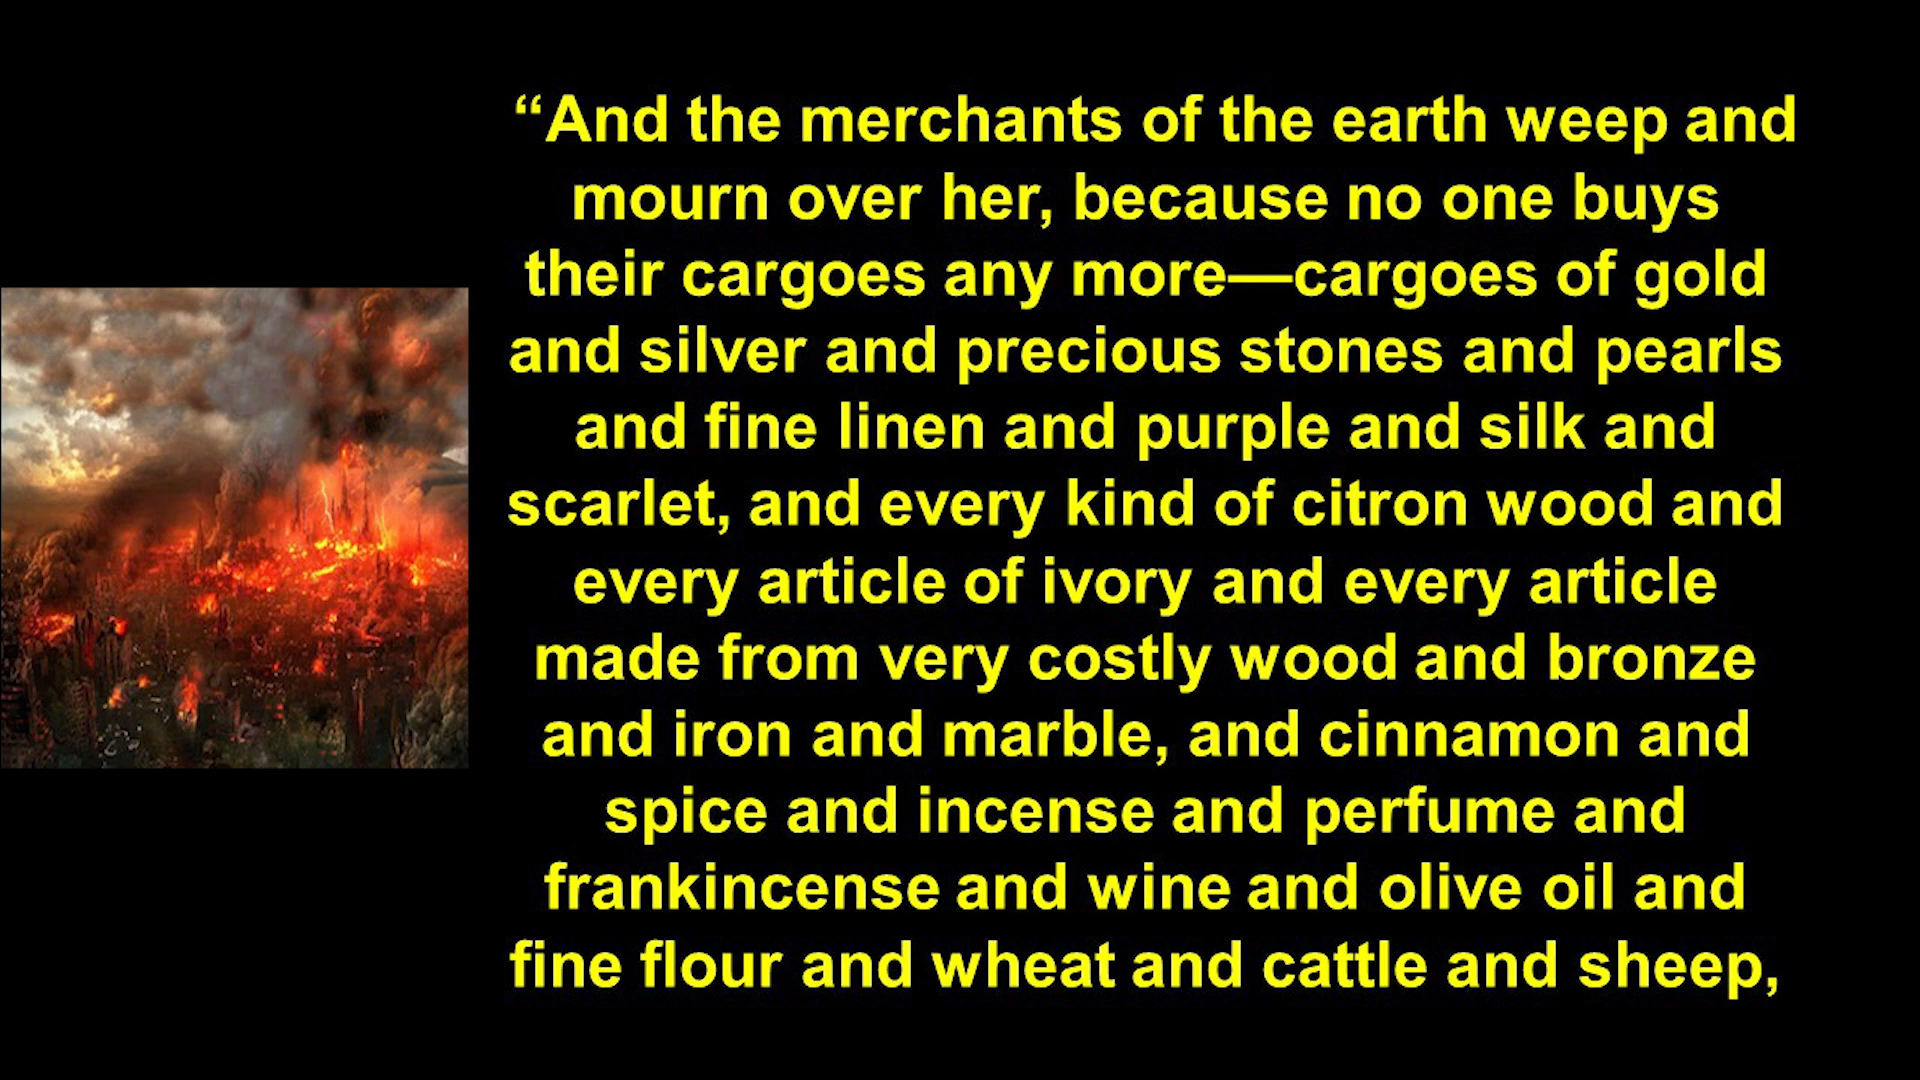 “And the merchants of the earth weep and
mourn over her, because no one buys
their cargoes any more—cargoes of gold
and silver and precious stones and pearls
and fine linen and purple and silk and
scarlet, and every kind of citron wood and
every article of ivory and every article
made from very costly wood and bronze
and iron and marble, and cinnamon and
spice and incense and perfume and
frankincense and wine and olive oil and
fine flour and wheat and cattle and sheep,